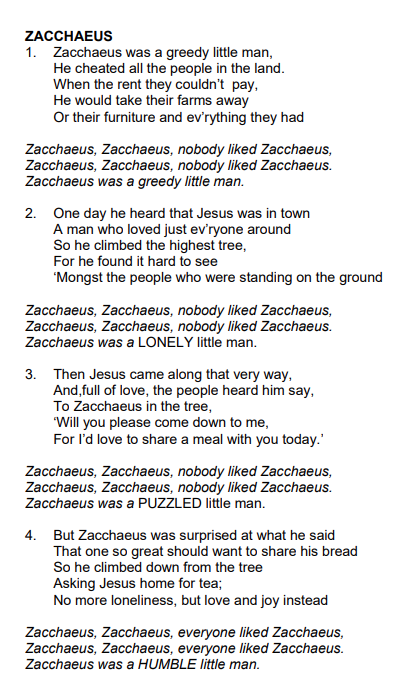 ZACCHAEUS
1. Zacchaeus was a greedy little man,
He cheated all the people in the land.
When the rent they couldn't pay,
He would take their farms away
Or their furniture and ev'rything they had
Zacchaeus, Zacchaeus, nobody liked Zacchaeus,
Zacchaeus, Zacchaeus, nobody liked Zacchaeus.
Zacchaeus was a greedy little man.
2. One day he heard that Jesus was in town
A man who loved just ev'ryone around
So he climbed the highest tree,
For he found it hard to see
'Mongst the people who were standing on the ground
Zacchaeus, Zacchaeus, nobody liked Zacchaeus,
Zacchaeus, Zacchaeus, nobody liked Zacchaeus.
Zacchaeus was a LONELY little man.
3. Then Jesus came along that very way,
And,full of love, the people heard him say,
To Zacchaeus in the tree,
'Will you please come down to me,
For I'd love to share a meal with you today.'
Zacchaeus, Zacchaeus, nobody liked Zacchaeus,
Zacchaeus, Zacchaeus, nobody liked Zacchaeus.
Zacchaeus was a PUZZLED little man.
4. But Zacchaeus was surprised at what he said
That one so great should want to share his bread
So he climbed down from the tree
Asking Jesus home for tea;
No more loneliness, but love and joy instead
Zacchaeus, Zacchaeus, everyone liked Zacchaeus,
Zacchaeus, Zacchaeus, everyone liked Zacchaeus.
Zacchaeus was a HUMBLE little man.